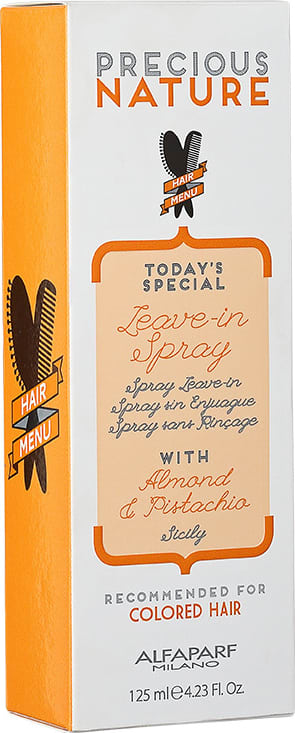 PRECIOUS
NATURE
HAIR
MENU
TODAY'S
SPECIAL
Leave-in
Spray
Spray Leave-in
Spray sin Enjuague
Spray sans Rinçage
WITH
Almond
& Pistachio
Sicily
RECOMMENDED FOR
COLORED HAIR
ALFAPARF
MILANO
125 ml e 4.23 Fl. Oz.
HAIR
MENU